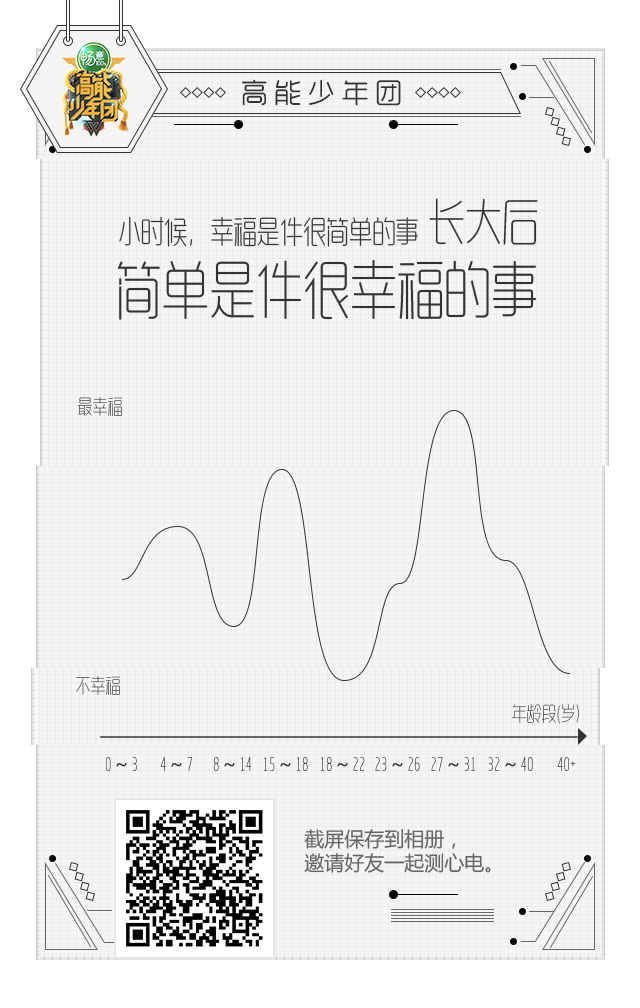 畅意
高能
少年团
高能少年团
小时候，幸福是件很简单的事 长大后
简单是件很幸福的事
最幸福
不幸福
年龄段(岁)
0～3 4～7 8～14 15～18 18～22 23～26 27～31 32～40 40+
截屏保存到相册，
邀请好友一起测心电。